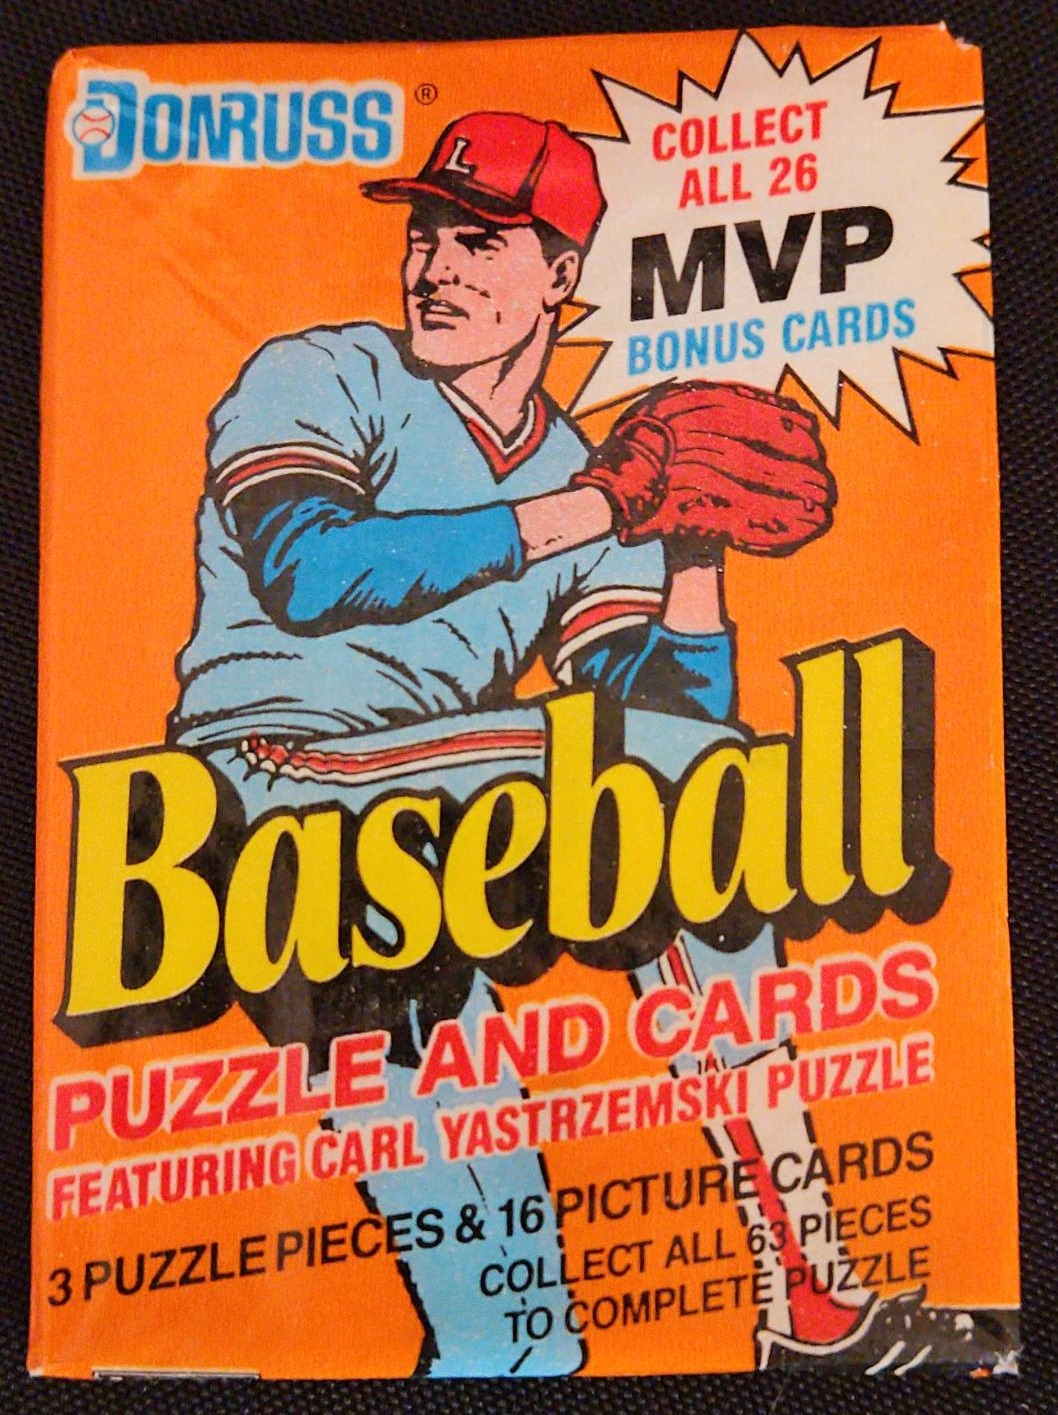 DONRUSS®
COLLECT
ALL 26
MVP
BONUS CARDS
L
Baseball
PUZZLE AND CARDS
FEATURING CARL YASTRZEMSKI PUZZLE
3 PUZZLE PIECES & 16 PICTURE CARDS
COLLECT ALL 63 PIECES
TO COMPLETE PUZZLE